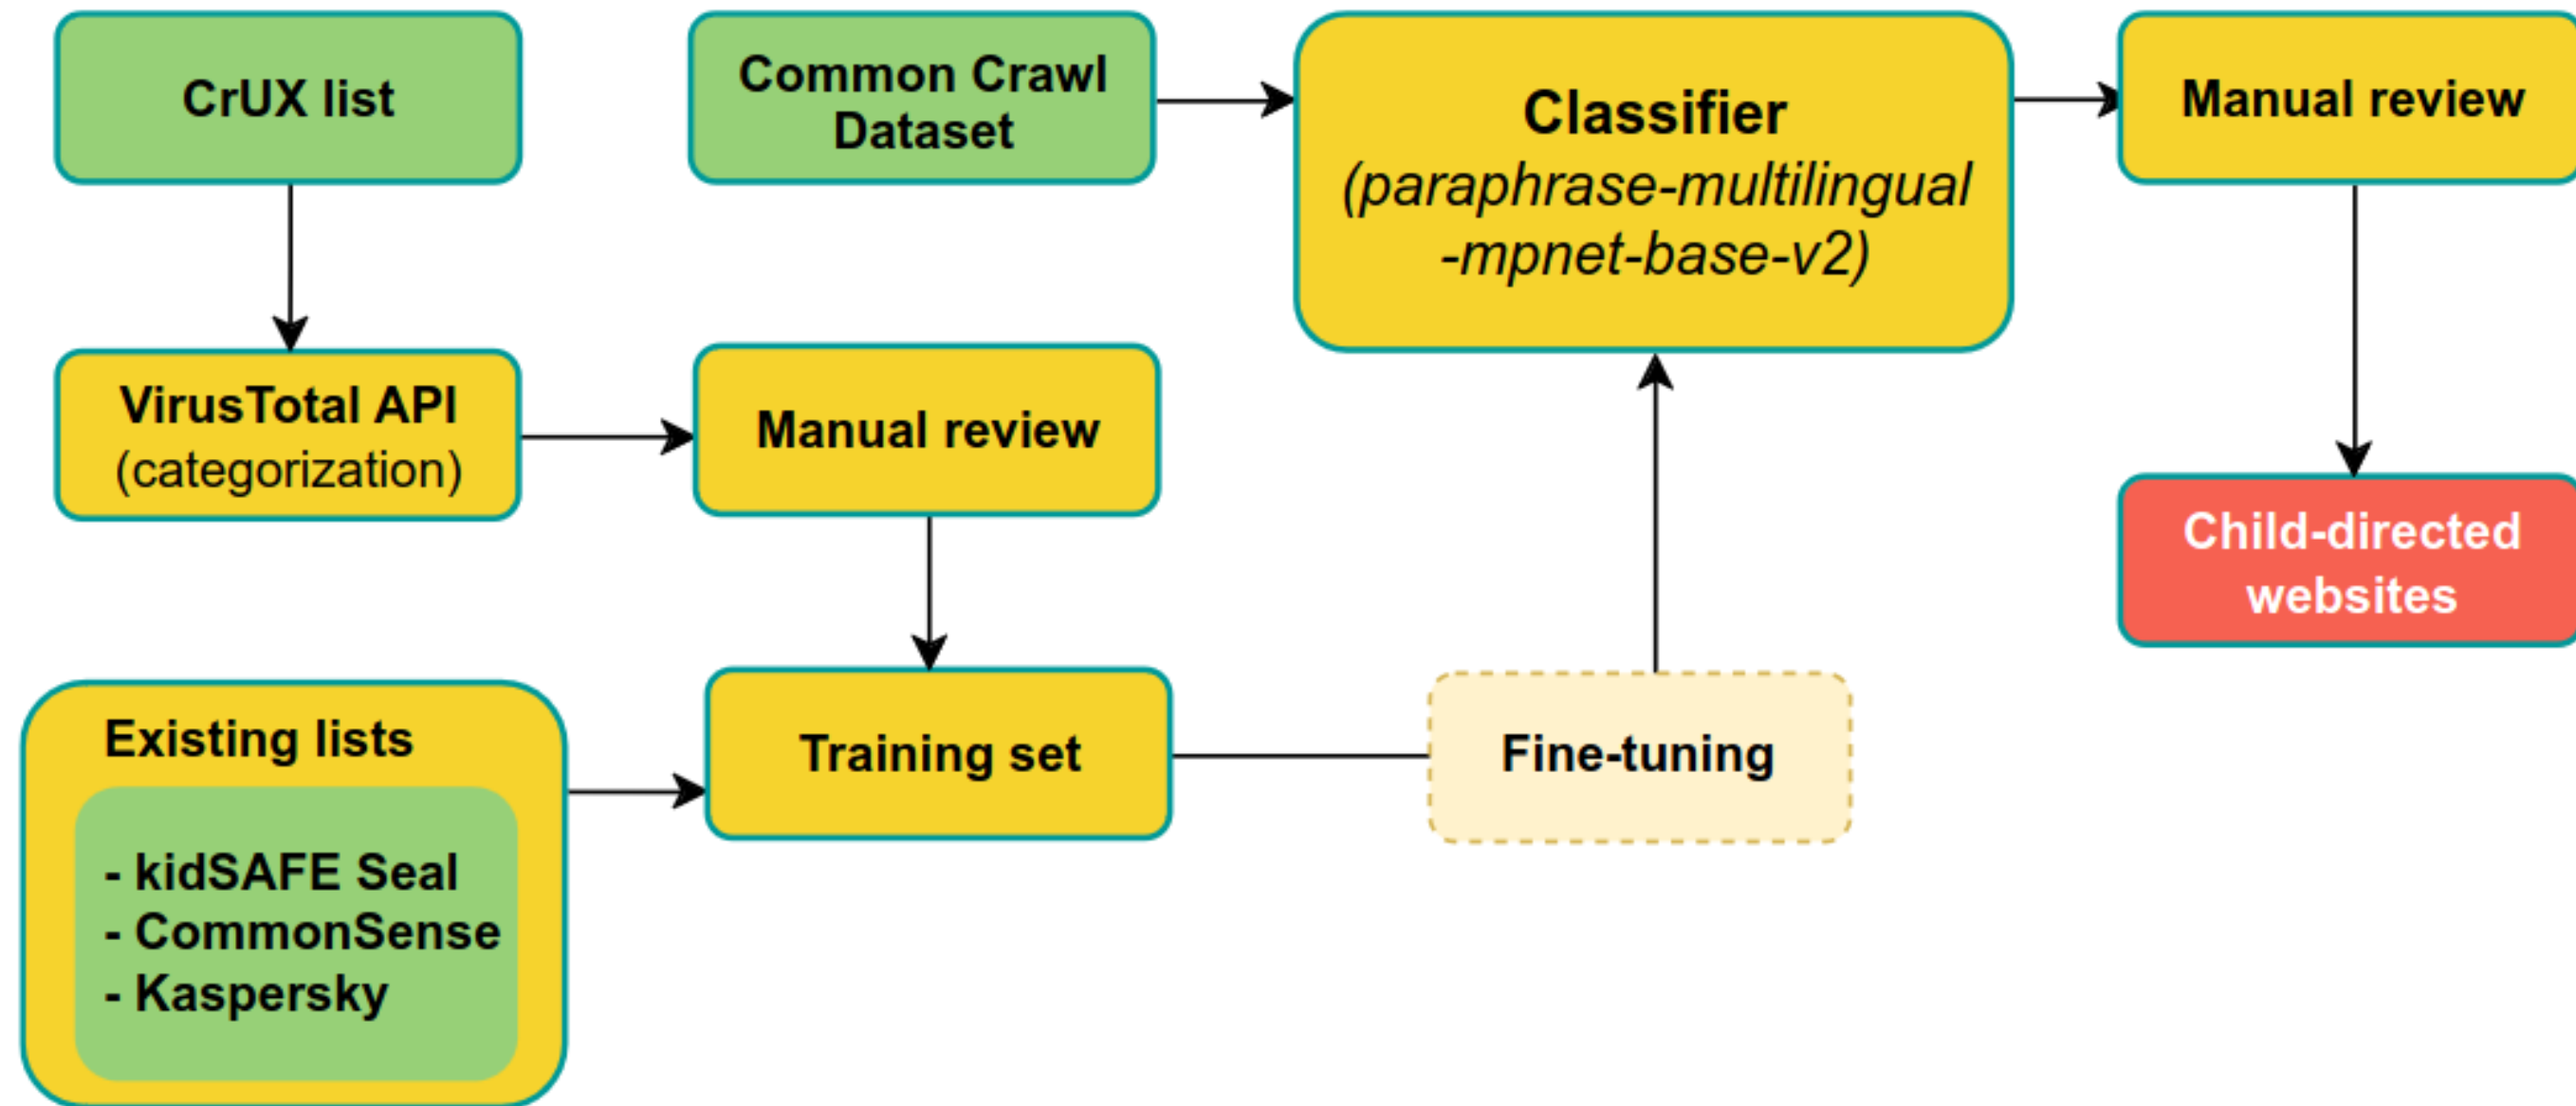 CrUX list
Common Crawl
Dataset
Classifier
(paraphrase-multilingual
-mpnet-base-v2)
Manual review
VirusTotal API
(categorization)
Manual review
Child-directed
websites
Existing lists
- kidSAFE Seal
- CommonSense
- Kaspersky
Training set
Fine-tuning